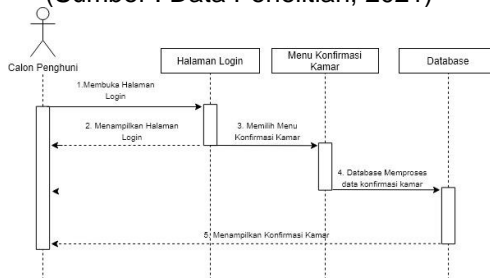 (Sumber : Data Penelitian, 2021)
Calon Penghuni
Halaman Login
Menu Konfirmasi
Kamar
Database
1.Membuka Halaman
Login
2. Menampilkan Halaman
Login
3. Memilih Menu
Konfirmasi Kamar
4. Database Memproses
data konfirmasi kamar
5. Menampilkan Konfirmasi Kamar